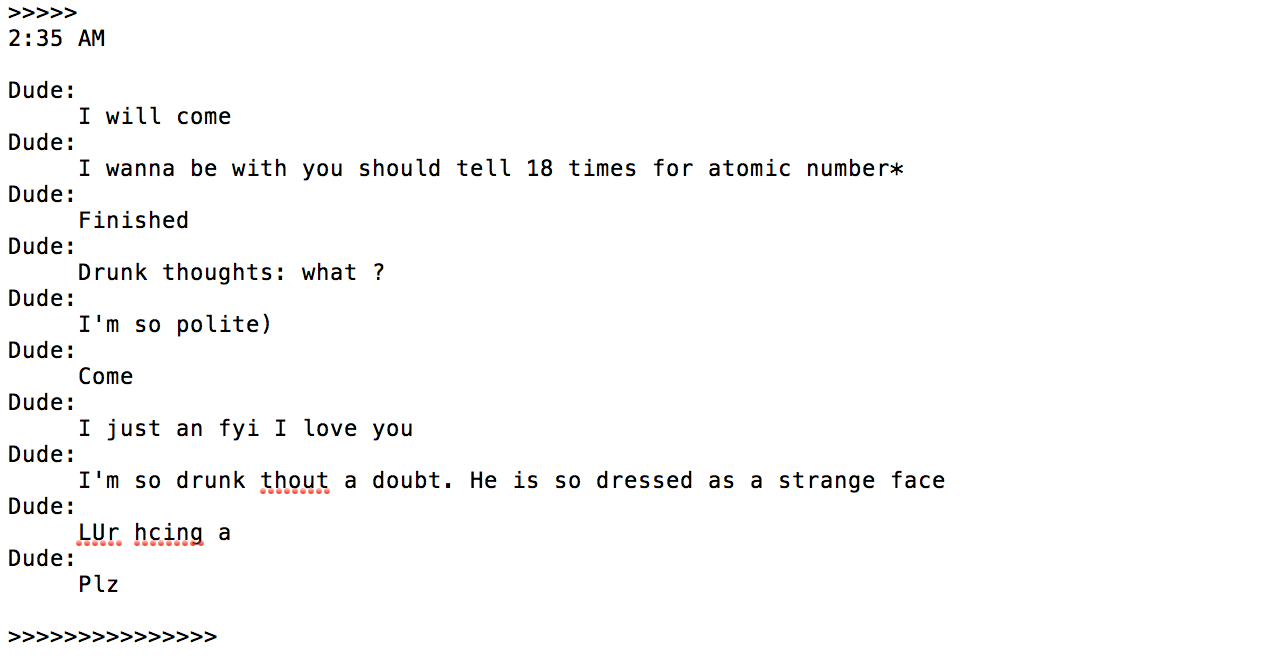 >>>>>
2:35 AM
Dude:
I will come
Dude:
I wanna be with you should tell 18 times for atomic number*
Dude:
Finished
Dude:
Drunk thoughts: what ?
Dude:
I'm so polite)
Dude:
Come
Dude:
I just an fyi I love you
Dude:
I'm so drunk thout a doubt. He is so dressed as a strange face
Dude:
LUr hcing a
Dude:
Plz
>>>>>>>>>>>>>>>